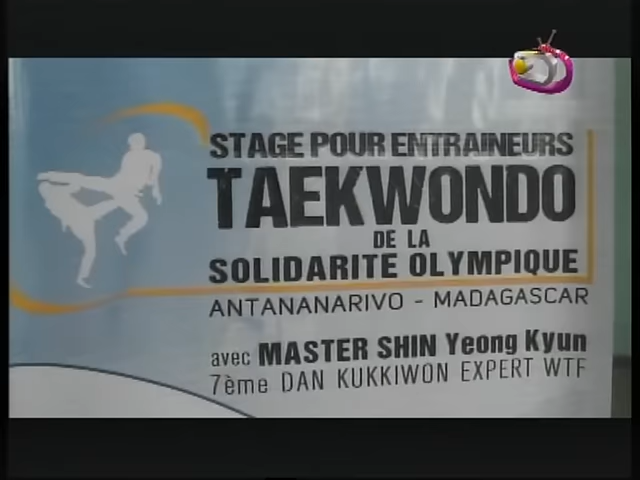 STAGE POUR ENTRAINEURS
TAEKWONDO
DE LA
SOLIDARITE OLYMPIQUE
ANTANANARIVO - MADAGASCAR
avec MASTER SHIN Yeong Kyun
7ème DAN KUKKIWON EXPERT WTF